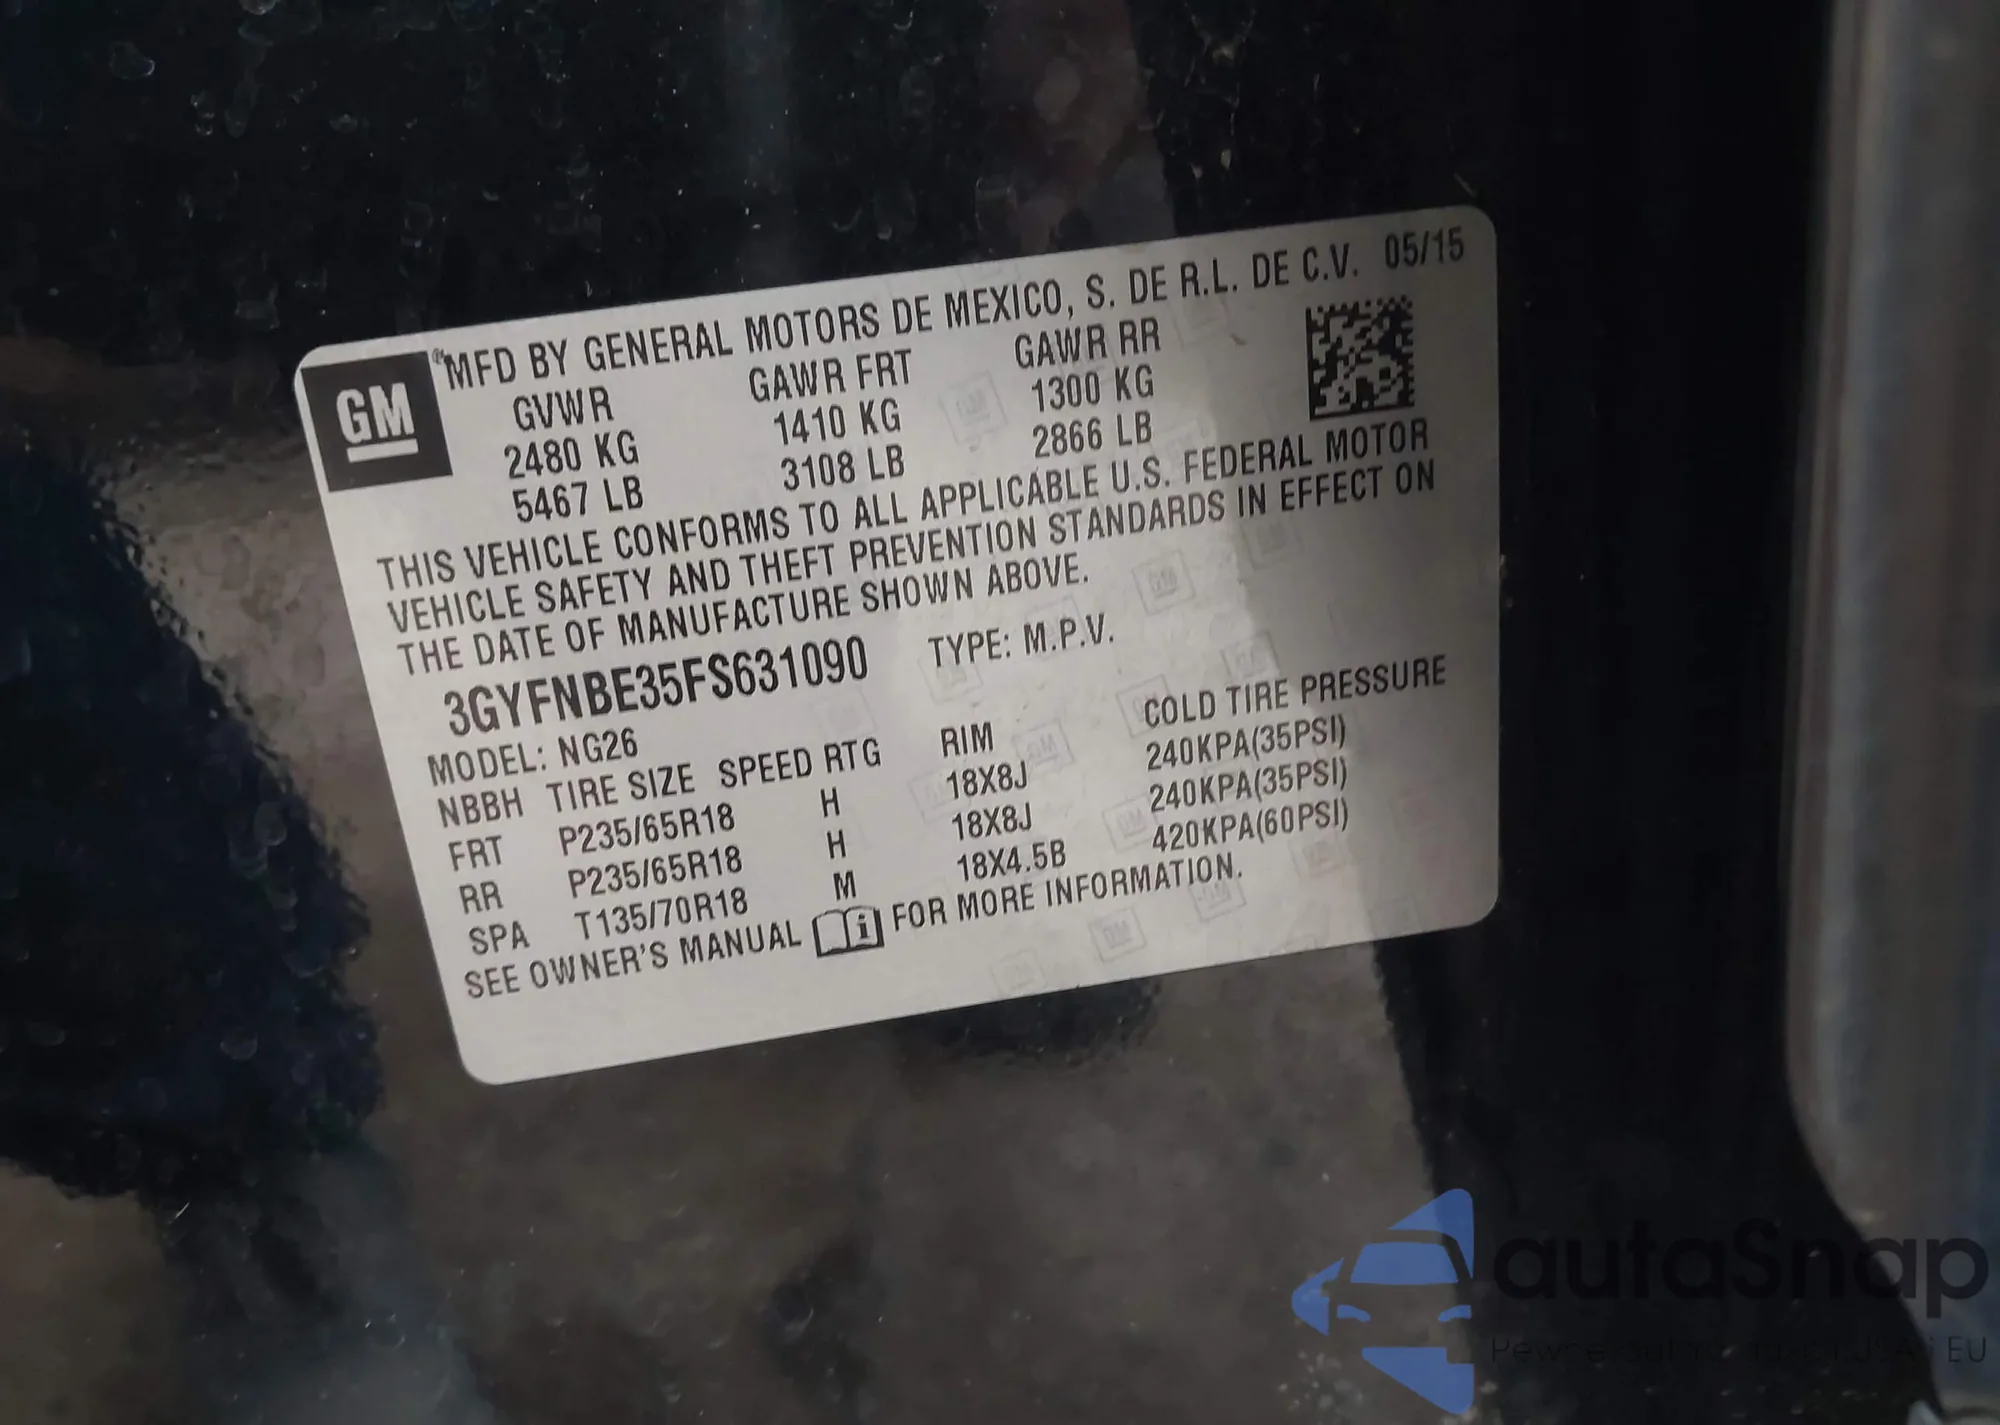 GM
®MFD BY GENERAL MOTORS DE MEXICO, S. DE R.L. DE C.V. 05/15
GVWR GAWR FRT GAWR RR
2480 KG 1410 KG 1300 KG
5467 LB 3108 LB 2866 LB
THIS VEHICLE CONFORMS TO ALL APPLICABLE U.S. FEDERAL MOTOR
VEHICLE SAFETY AND THEFT PREVENTION STANDARDS IN EFFECT ON
THE DATE OF MANUFACTURE SHOWN ABOVE.
3GYFNBE35FS631090 TYPE: M.P.V.
MODEL: NG26
NBBH TIRE SIZE SPEED RTG RIM COLD TIRE PRESSURE
FRT P235/65R18 H 18X8J 240KPA(35PSI)
RR P235/65R18 H 18X8J 240KPA(35PSI)
SPA T135/70R18 M 18X4.5B 420KPA(60PSI)
SEE OWNER'S MANUAL i FOR MORE INFORMATION.
autaSnap
EU